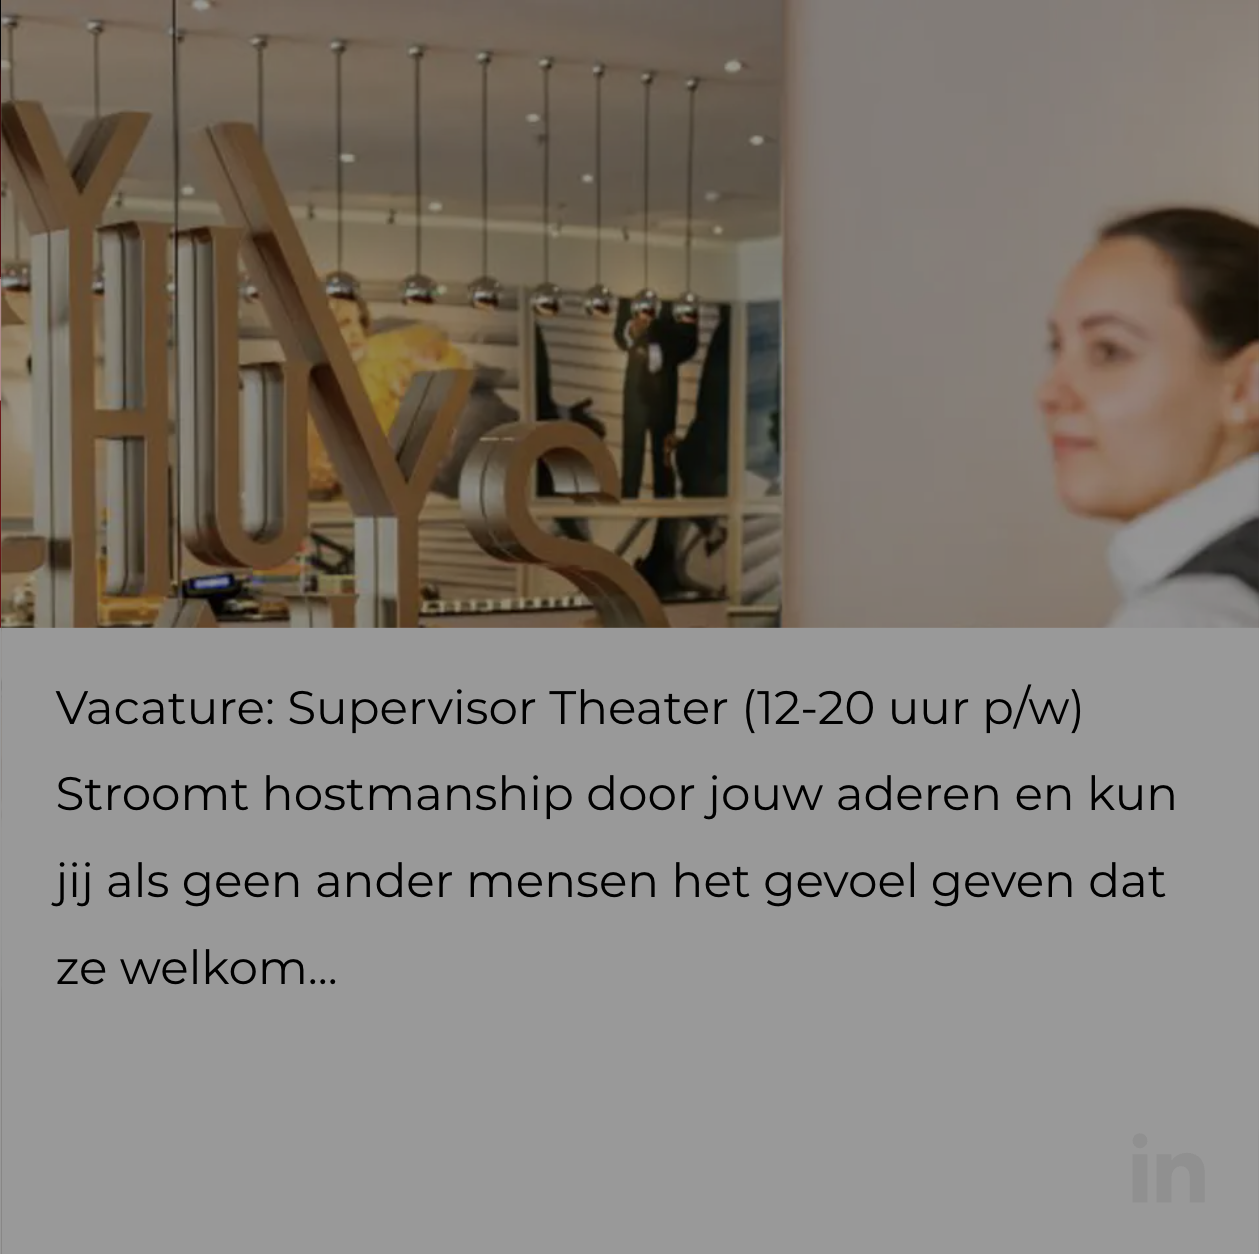 HUYS
Vacature: Supervisor Theater (12-20 uur p/w)
Stroomt hostmanship door jouw aderen en kun
jij als geen ander mensen het gevoel geven dat
ze welkom...
in